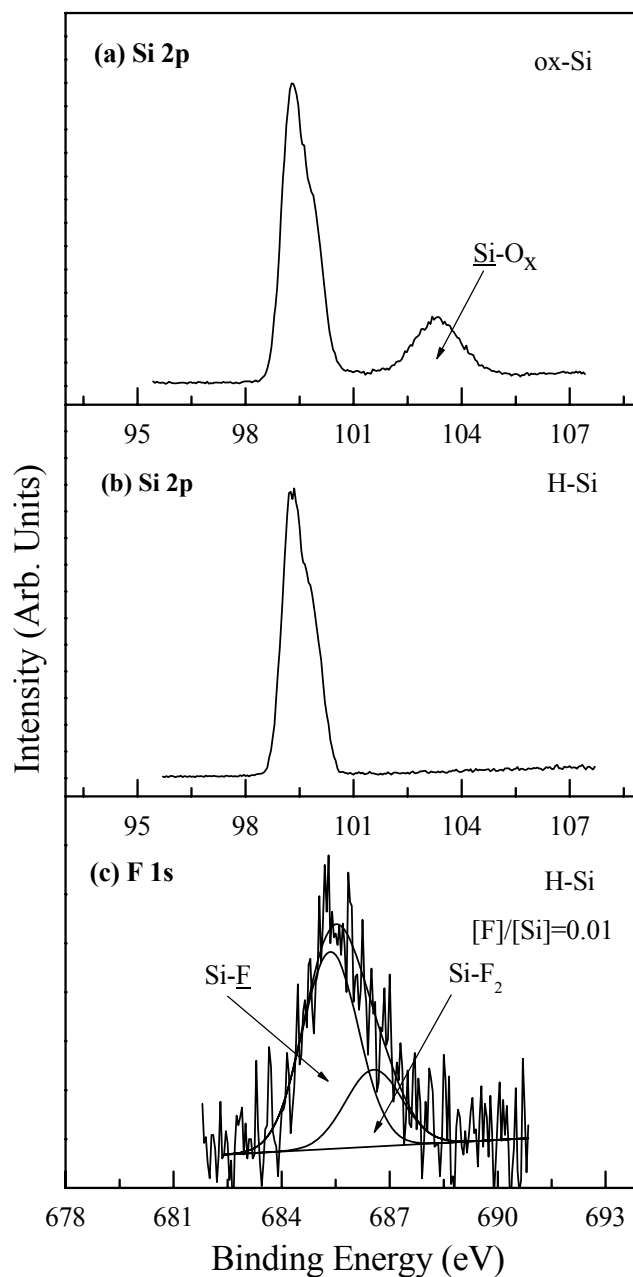 (a) Si 2p
ox-Si
Si-OX
95 98 101 104 107
(b) Si 2p
H-Si
95 98 101 104 107
(c) F 1s
H-Si
[F]/[Si]=0.01
Si-F
Si-F2
678 681 684 687 690 693
Binding Energy (eV)
Intensity (Arb. Units)